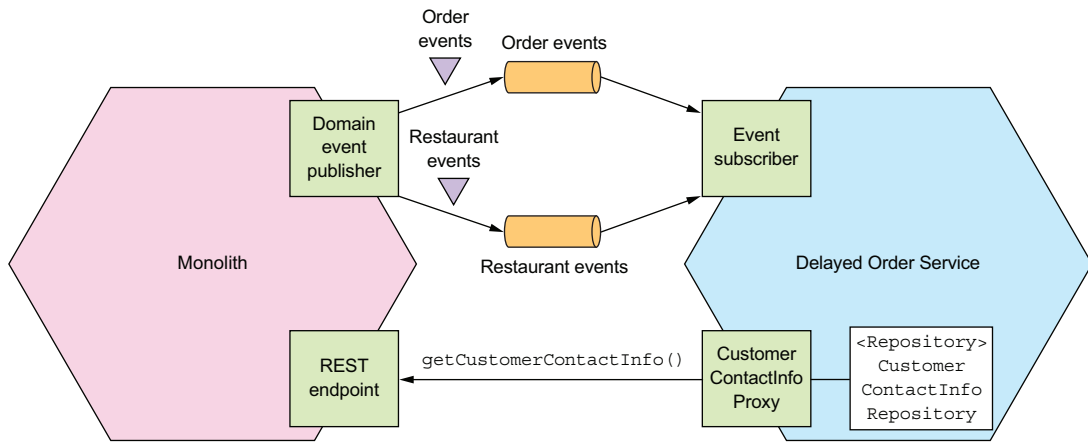 Order
events
Order events
Domain
event
publisher
Restaurant
events
Event
subscriber
Monolith
Restaurant events
Delayed Order Service
REST
endpoint
getCustomerContactInfo()
Customer
ContactInfo
Proxy
<Repository>
Customer
ContactInfo
Repository